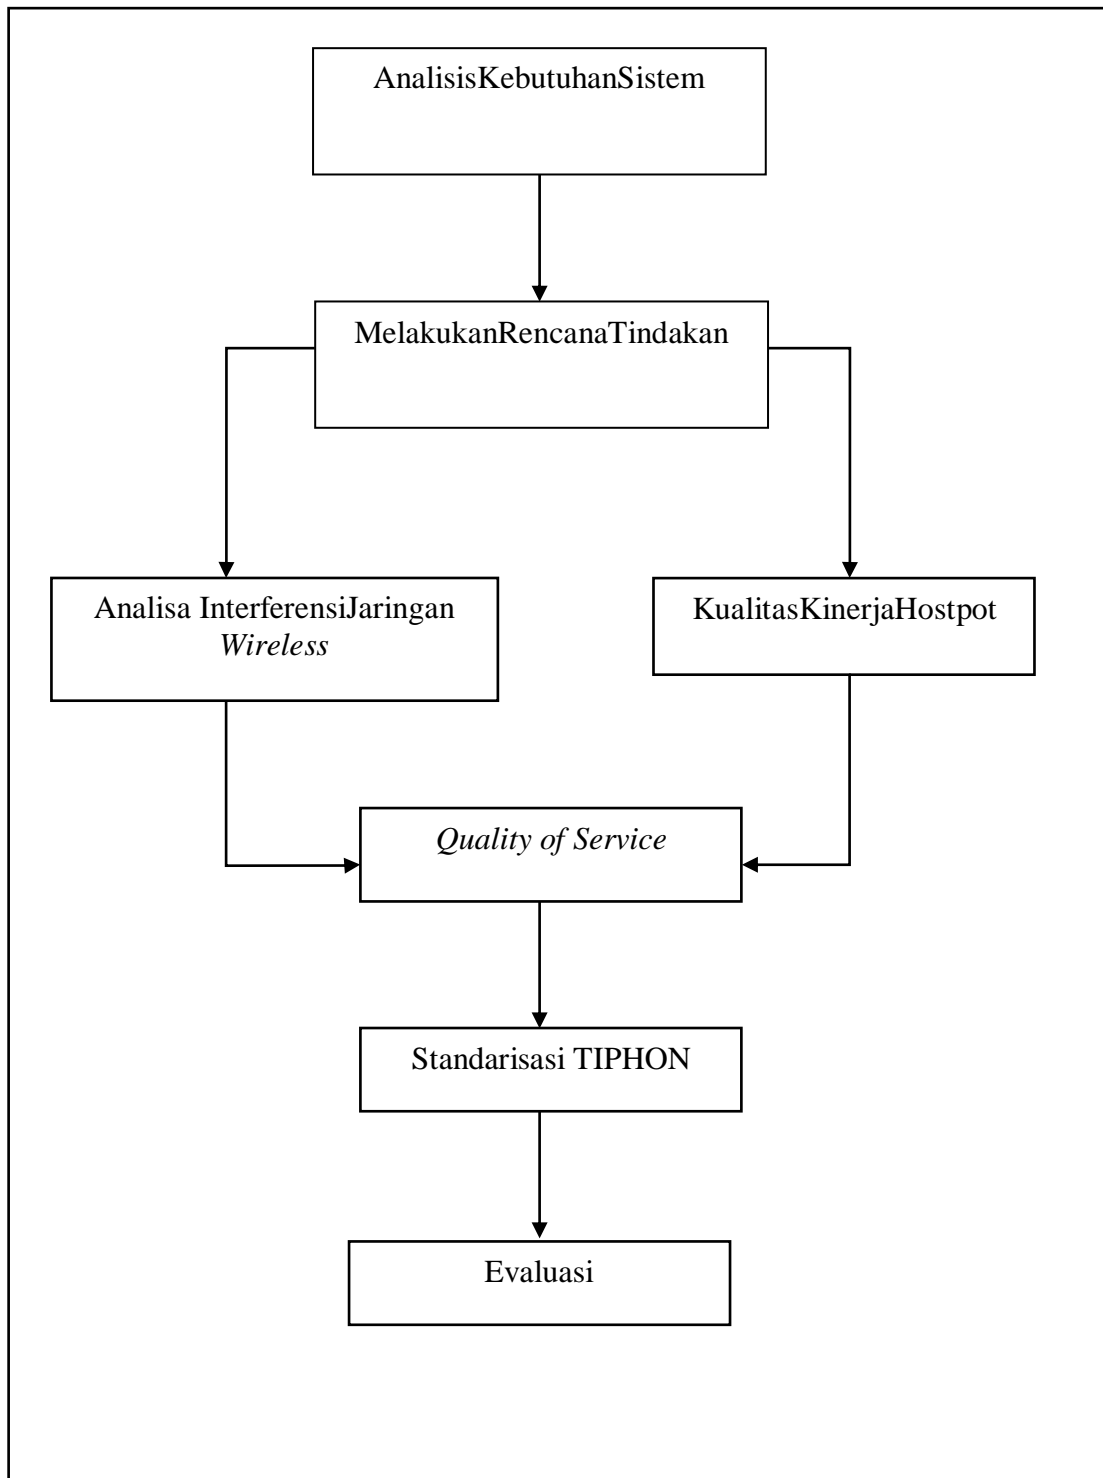 AnalisisKebutuhanSistem
MelakukanRencanaTindakan
Analisa InterferensiJaringan
Wireless
KualitasKinerjaHostpot
Quality of Service
Standarisasi TIPHON
Evaluasi